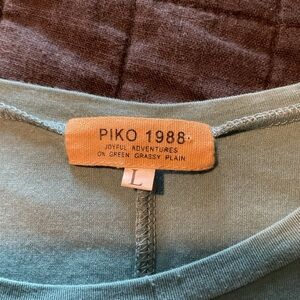 PIKO 1988
JOYFUL ADVENTURES
ON GREEN GRASSY PLAIN
L